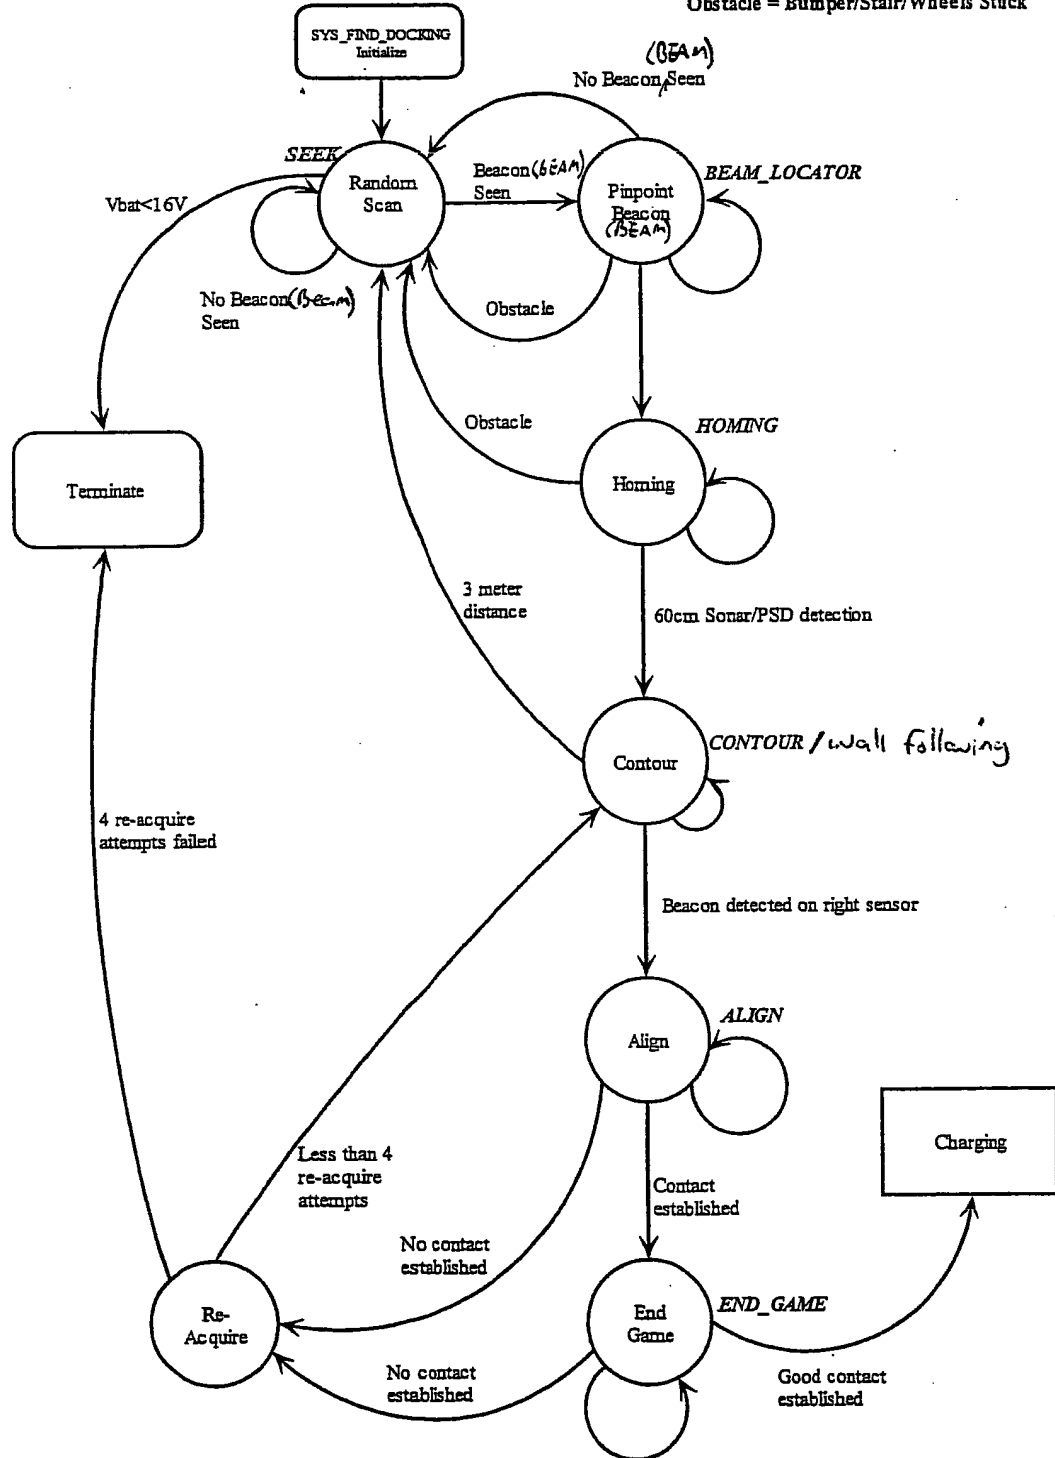 Obstacle = Bumper/Stair/Wheels Stuck
SYS_FIND_DOCKING
Initialize
(BEAM)
No Beacon Seen
SEEK
Random
Scan
Beacon (BEAM)
Seen
Pinpoint
Beacon
(BEAM)
BEAM_LOCATOR
Vbat<16V
No Beacon (Beam)
Seen
Obstacle
Obstacle
HOMING
Homing
Terminate
3 meter
distance
60cm Sonar/PSD detection
Contour
CONTOUR / wall following
4 re-acquire
attempts failed
Beacon detected on right sensor
ALIGN
Align
Charging
Less than 4
re-acquire
attempts
Contact
established
No contact
established
Re-
Acquire
End
Game
END_GAME
No contact
established
Good contact
established